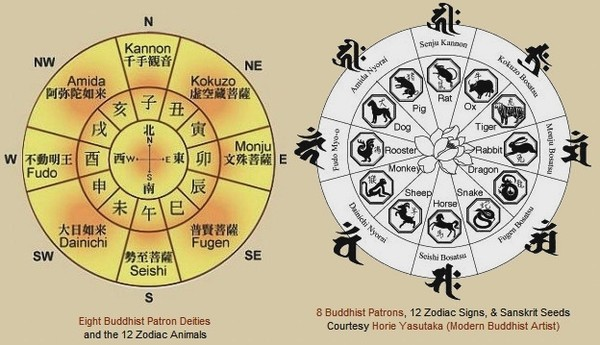 N
NE
E
SE
S
SW
W
NW
Kannon
千手観音
Kokuzo
虚空蔵菩薩
Monju
文殊菩薩
普賢菩薩
Fugen
勢至菩薩
Seishi
大日如来
Dainichi
不動明王
Fudo
Amida
阿弥陀如来
子
丑
寅
卯
辰
巳
午
未
申
酉
戌
亥
北
N
西 W E 東
S
南
Eight Buddhist Patron Deities
and the 12 Zodiac Animals
Senju Kannon
Kokuzo Bosatsu
Monju Bosatsu
Fugen Bosatsu
Seishi Bosatsu
Dainichi Nyorai
Fudo Myo-o
Amida Nyorai
Rat
Ox
Tiger
Rabbit
Dragon
Snake
Horse
Sheep
Monkey
Rooster
Dog
Pig
8 Buddhist Patrons, 12 Zodiac Signs, & Sanskrit Seeds
Courtesy Horie Yasutaka (Modern Buddhist Artist)